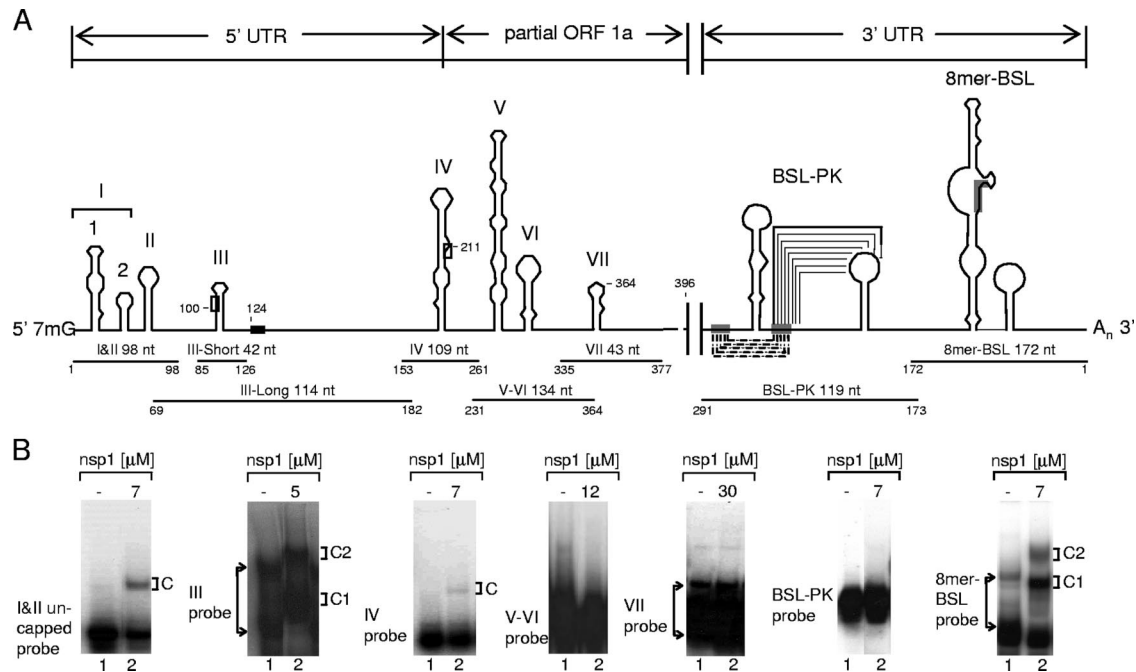 A
5' UTR
partial ORF 1a
3' UTR
8mer-BSL
V
BSL-PK
IV
I
1
2
II
III
VI
VII
211
364
396
100
124
5' 7mG
An 3'
I&II 98 nt
1
98
III-Short 42 nt
85
126
IV 109 nt
153
261
VII 43 nt
335
377
8mer-BSL 172 nt
172
1
III-Long 114 nt
69
182
V-VI 134 nt
231
364
BSL-PK 119 nt
291
173
B
nsp1 [µM]
- 7
C
I&II un-
capped
probe
1 2
nsp1 [µM]
- 5
C2
C1
III
probe
1 2
nsp1 [µM]
- 7
C
IV
probe
1 2
nsp1 [µM]
- 12
V-VI
probe
1 2
nsp1 [µM]
- 30
VII
probe
1 2
nsp1 [µM]
- 7
BSL-PK
probe
1 2
nsp1 [µM]
- 7
C2
C1
8mer-
BSL
probe
1 2